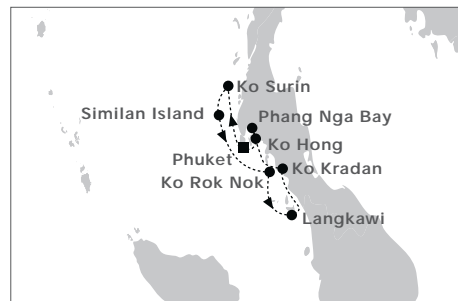 Ko Surin
Similan Island
Phang Nga Bay
Ko Hong
Phuket
Ko Kradan
Ko Rok Nok
Langkawi